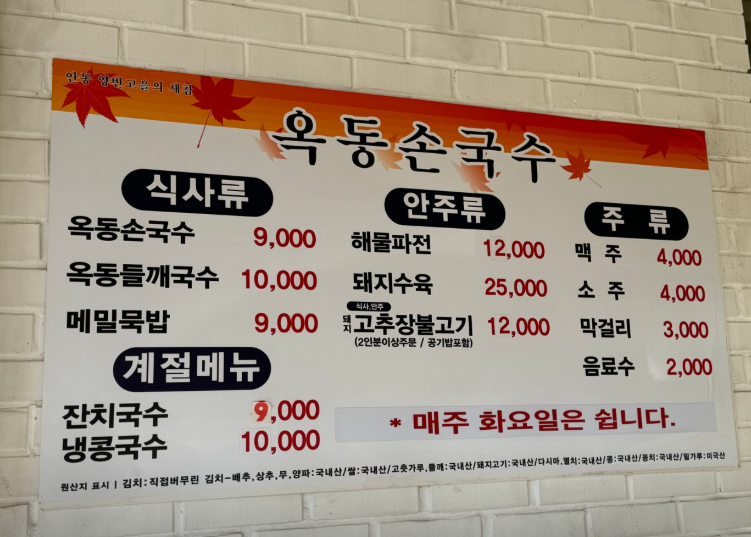 안동 양반고을의 새참
옥동손국수
식사류
옥동손국수 9,000
옥동들깨국수 10,000
메밀묵밥 9,000
계절메뉴
잔치국수 9,000
냉콩국수 10,000
안주류
해물파전 12,000
돼지수육 25,000
식사,안주
돼지고추장불고기 12,000
(2인분이상주문 / 공기밥포함)
주 류
맥 주 4,000
소 주 4,000
막걸리 3,000
음료수 2,000
* 매주 화요일은 쉽니다.
원산지 표시 | 김치:직접버무린 김치-배추,상추,무,양파:국내산/쌀:국내산/고춧가루,들깨:국내산/돼지고기:국내산/다시마,멸치:국내산/콩:국내산/꽁치:국내산/밀가루:미국산